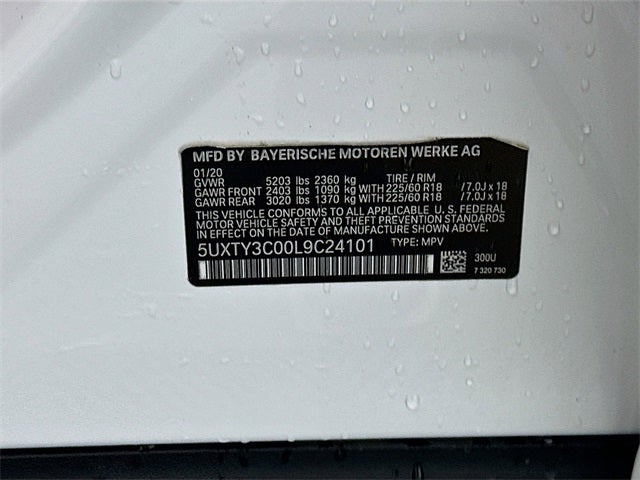 MFD BY BAYERISCHE MOTOREN WERKE AG
01/20
GVWR 5203 lbs 2360 kg TIRE / RIM
GAWR FRONT 2403 lbs 1090 kg WITH 225/60 R18 /7.0J x 18
GAWR REAR 3020 lbs 1370 kg WITH 225/60 R18 /7.0J x 18
THIS VEHICLE CONFORMS TO ALL APPLICABLE U. S. FEDERAL
MOTOR VEHICLE SAFETY, BUMPER, AND THEFT PREVENTION STANDARDS
IN EFFECT ON THE DATE OF MANUFACTURE SHOWN ABOVE.
5UXTY3C00L9C24101 TYPE: MPV
300U
7 320 730